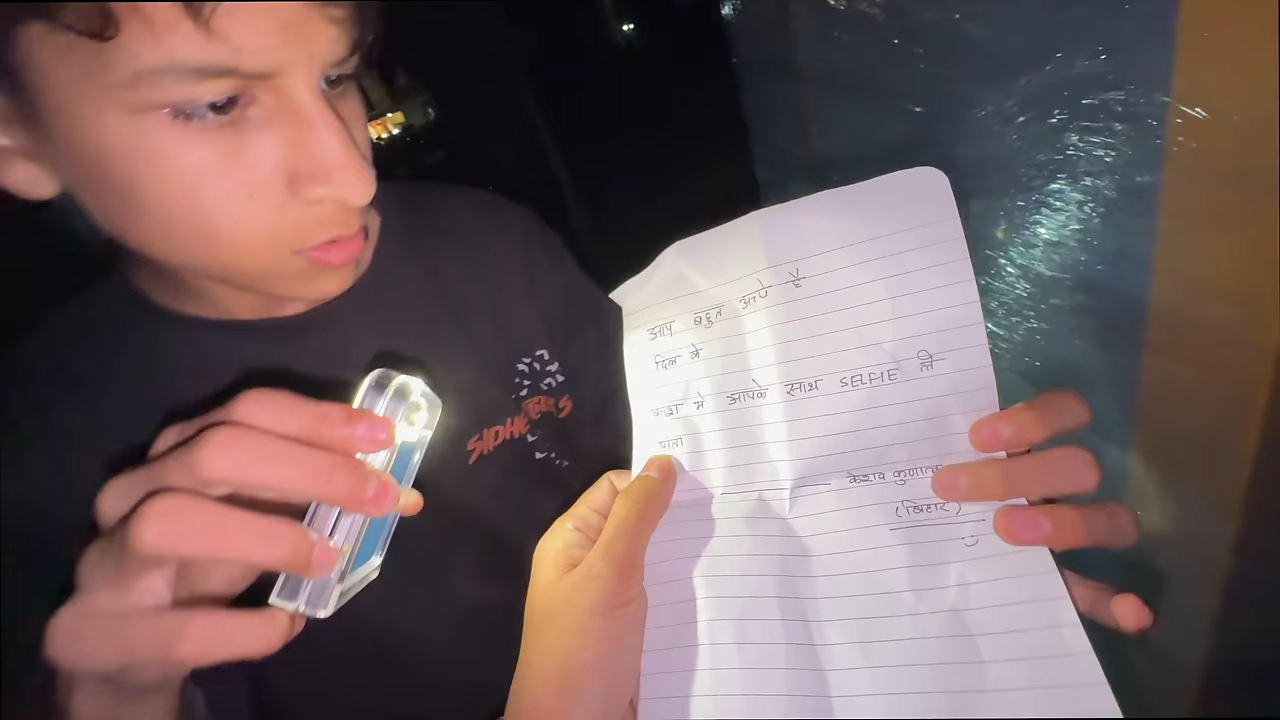 आप बहुत अच्छे है
दिल के
काश मे आपके साथ SELFIE ले
पाता
केशव कुणाल
(बिहार)